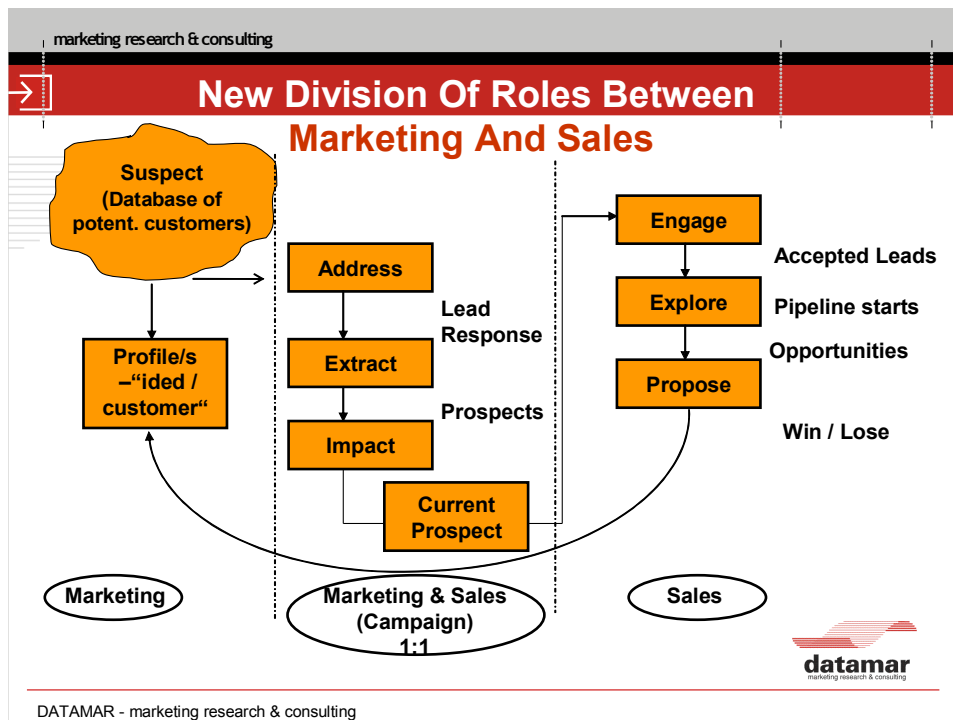 marketing research & consulting
New Division Of Roles Between
Marketing And Sales
Suspect
(Database of
potent. customers)
Profile/s
–“ided /
customer“
Marketing
Address
Lead
Response
Extract
Prospects
Impact
Current
Prospect
Marketing & Sales
(Campaign)
1:1
Engage
Accepted Leads
Explore
Pipeline starts
Opportunities
Propose
Win / Lose
Sales
datamar
marketing research & consulting
DATAMAR - marketing research & consulting